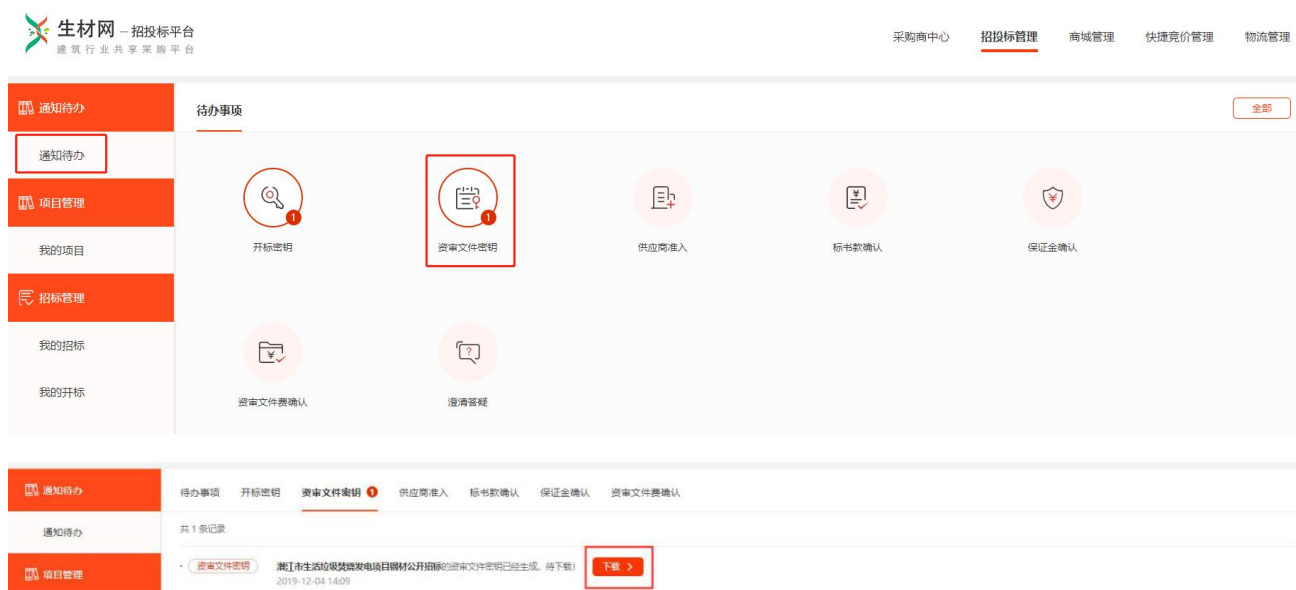 生材网 – 招投标平台
建筑行业共享采购平台
采购商中心 招投标管理 商城管理 快捷竞价管理 物流管理
通知待办
待办事项
全部
通知待办
项目管理
我的项目
招标管理
我的招标
我的开标
1
开标密钥
1
资审文件密钥
供应商准入
标书款确认
保证金确认
资审文件费确认
澄清答疑
通知待办
待办事项 开标密钥 资审文件密钥 1 供应商准入 标书款确认 保证金确认 资审文件费确认
通知待办
共 1 条记录
项目管理
资审文件密钥 潜江市生活垃圾焚烧发电项目钢材公开招标的资审文件密钥已经生成，待下载! 下载 >
2019-12-04 14:09